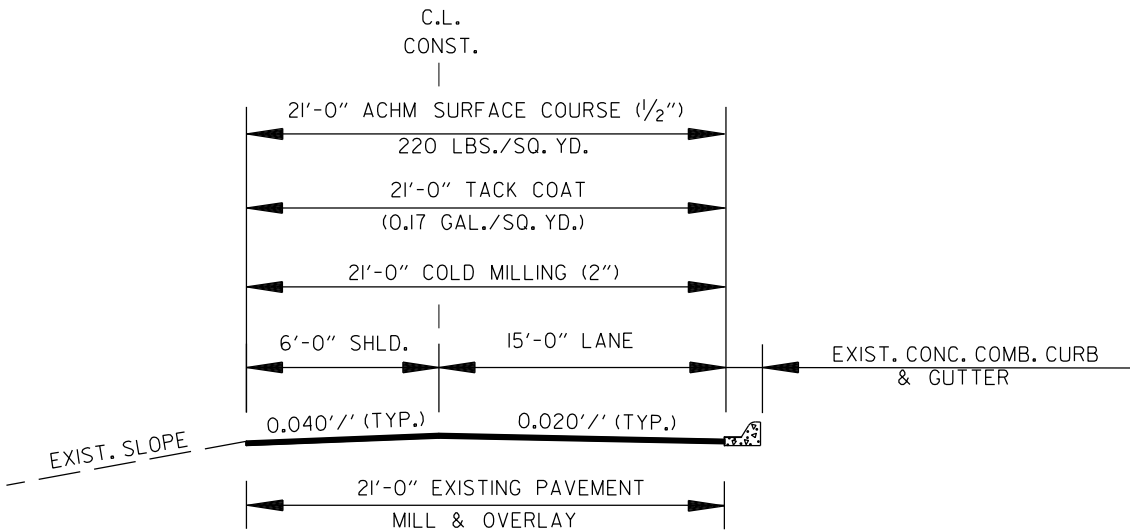 C.L.
CONST.
21'-0" ACHM SURFACE COURSE (1/2")
220 LBS./SQ. YD.
21'-0" TACK COAT
(0.17 GAL./SQ. YD.)
21'-0" COLD MILLING (2")
6'-0" SHLD.
15'-0" LANE
EXIST. CONC. COMB. CURB
& GUTTER
0.040'/' (TYP.)
0.020'/' (TYP.)
EXIST. SLOPE
21'-0" EXISTING PAVEMENT
MILL & OVERLAY